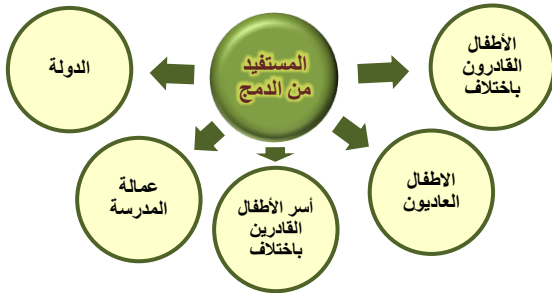 المستفيد
من الدمج
الأطفال
القادرون
باختلاف
الاطفال
العاديون
أسر الأطفال
القادرين
باختلاف
عمالة
المدرسة
الدولة